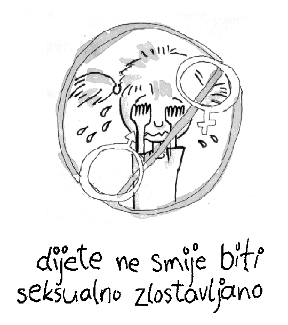 dijete ne smije biti
seksualno zlostavljano